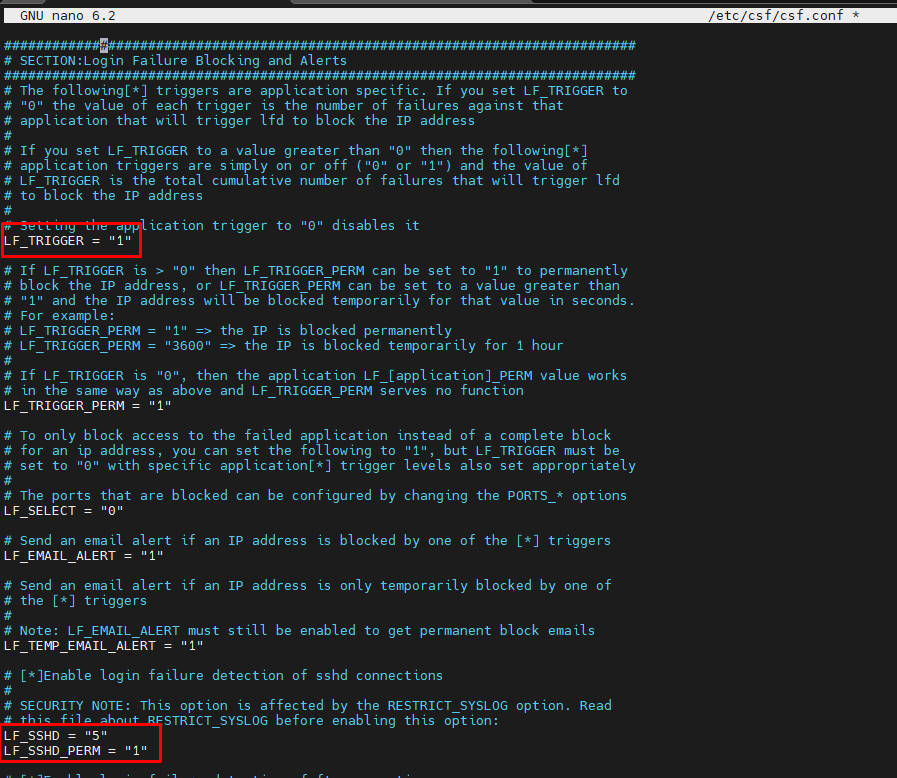 GNU nano 6.2 /etc/csf/csf.conf *
###############################################################################
# SECTION:Login Failure Blocking and Alerts
###############################################################################
# The following[*] triggers are application specific. If you set LF_TRIGGER to
# "0" the value of each trigger is the number of failures against that
# application that will trigger lfd to block the IP address
#
# If you set LF_TRIGGER to a value greater than "0" then the following[*]
# application triggers are simply on or off ("0" or "1") and the value of
# LF_TRIGGER is the total cumulative number of failures that will trigger lfd
# to block the IP address
#
# Setting the application trigger to "0" disables it
LF_TRIGGER = "1"
# If LF_TRIGGER is > "0" then LF_TRIGGER_PERM can be set to "1" to permanently
# block the IP address, or LF_TRIGGER_PERM can be set to a value greater than
# "1" and the IP address will be blocked temporarily for that value in seconds.
# For example:
# LF_TRIGGER_PERM = "1" => the IP is blocked permanently
# LF_TRIGGER_PERM = "3600" => the IP is blocked temporarily for 1 hour
#
# If LF_TRIGGER is "0", then the application LF_[application]_PERM value works
# in the same way as above and LF_TRIGGER_PERM serves no function
LF_TRIGGER_PERM = "1"
# To only block access to the failed application instead of a complete block
# for an ip address, you can set the following to "1", but LF_TRIGGER must be
# set to "0" with specific application[*] trigger levels also set appropriately
#
# The ports that are blocked can be configured by changing the PORTS_* options
LF_SELECT = "0"
# Send an email alert if an IP address is blocked by one of the [*] triggers
LF_EMAIL_ALERT = "1"
# Send an email alert if an IP address is only temporarily blocked by one of
# the [*] triggers
#
# Note: LF_EMAIL_ALERT must still be enabled to get permanent block emails
LF_TEMP_EMAIL_ALERT = "1"
# [*]Enable login failure detection of sshd connections
#
# SECURITY NOTE: This option is affected by the RESTRICT_SYSLOG option. Read
# this file about RESTRICT_SYSLOG before enabling this option:
LF_SSHD = "5"
LF_SSHD_PERM = "1"